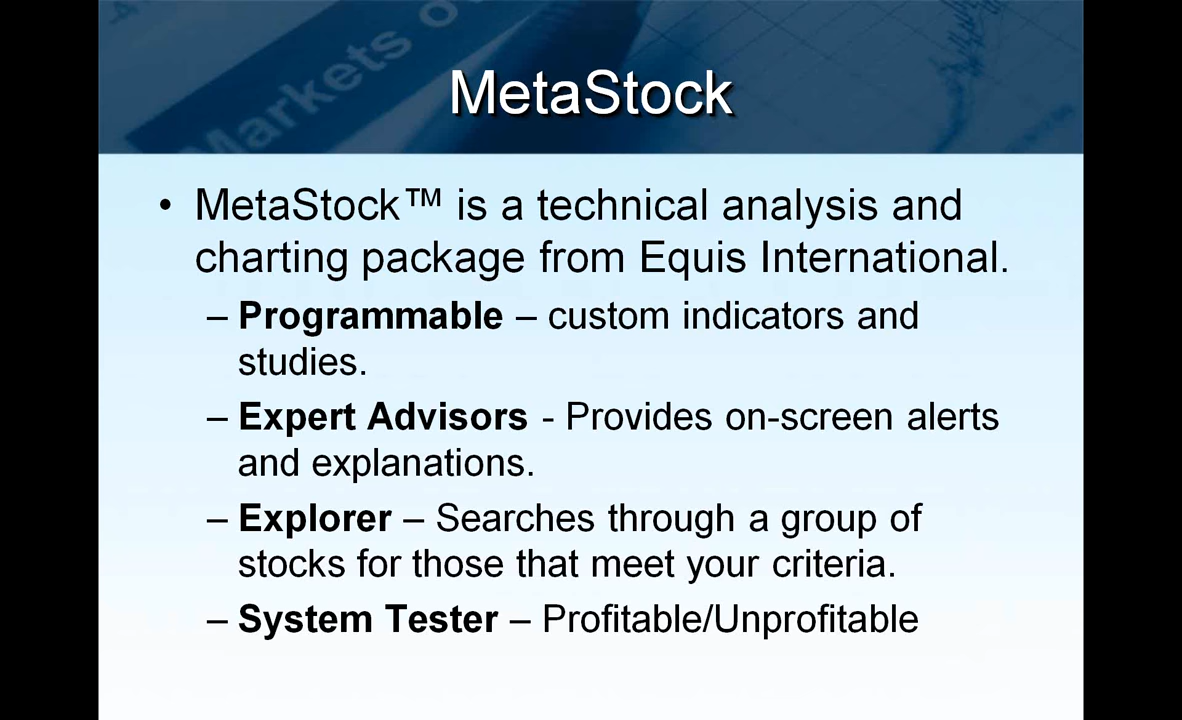 Markets o
MetaStock
• MetaStock™ is a technical analysis and
charting package from Equis International.
– Programmable – custom indicators and
studies.
– Expert Advisors - Provides on-screen alerts
and explanations.
– Explorer – Searches through a group of
stocks for those that meet your criteria.
– System Tester – Profitable/Unprofitable